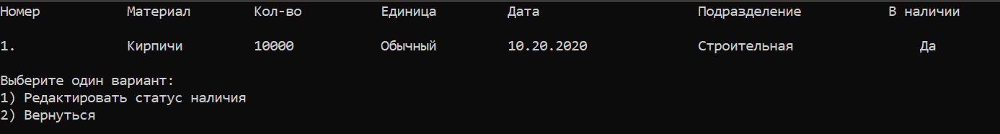 Номер Материал Кол-во Единица Дата Подразделение В наличии
1. Кирпичи 10000 Обычный 10.20.2020 Строительная Да
Выберите один вариант:
1) Редактировать статус наличия
2) Вернуться